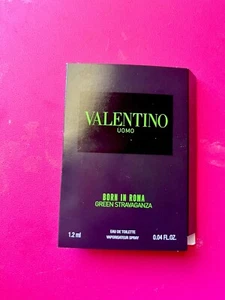 VALENTINO
UOMO
BORN IN ROMA
GREEN STRAVAGANZA
EAU DE TOILETTE
1.2 ml VAPORISATEUR SPRAY 0.04 FL.OZ.